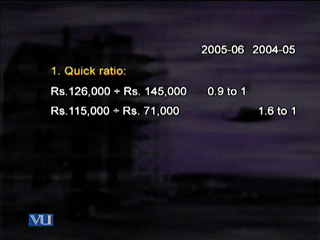 2005-06 2004-05
1. Quick ratio:
Rs.126,000 ÷ Rs. 145,000 0.9 to 1
Rs.115,000 ÷ Rs. 71,000 1.6 to 1
VU